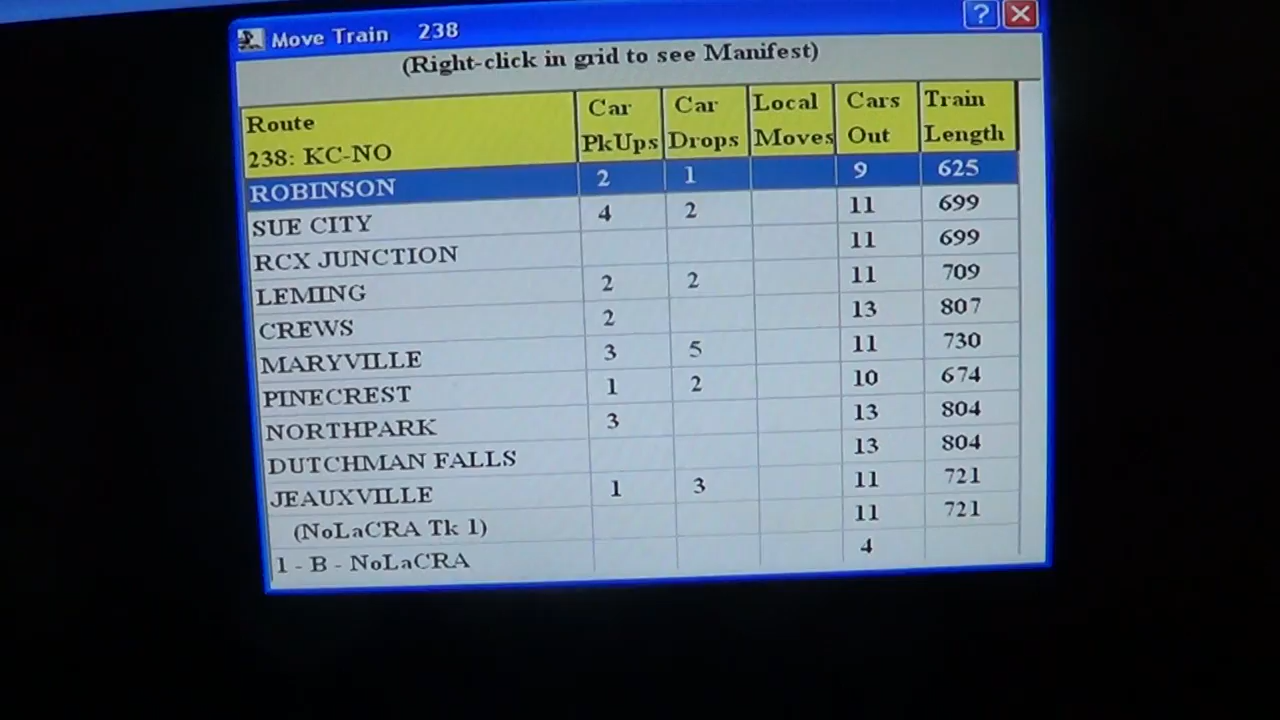 Move Train 238
(Right-click in grid to see Manifest)
Route 238: KC-NO Car PkUps Car Drops Local Moves Cars Out Train Length
ROBINSON 2 1 9 625
SUE CITY 4 2 11 699
RCX JUNCTION 11 699
LEMING 2 2 11 709
CREWS 2 13 807
MARYVILLE 3 5 11 730
PINECREST 1 2 10 674
NORTHPARK 3 13 804
DUTCHMAN FALLS 13 804
JEAUXVILLE 1 3 11 721
(NoLaCRA Tk 1) 11 721
1 - B - NoLaCRA 4